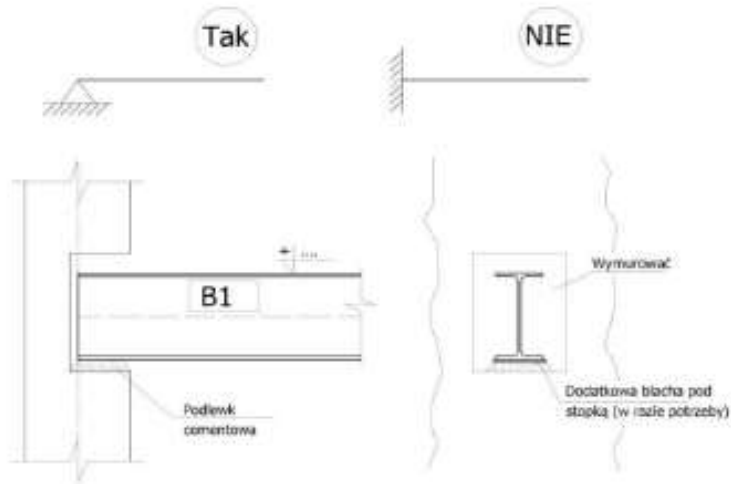 Tak
NIE
B1
Wymurować
Podlewk
cementowa
Dodatkowa blacha pod
stopką (w razie potrzeby)